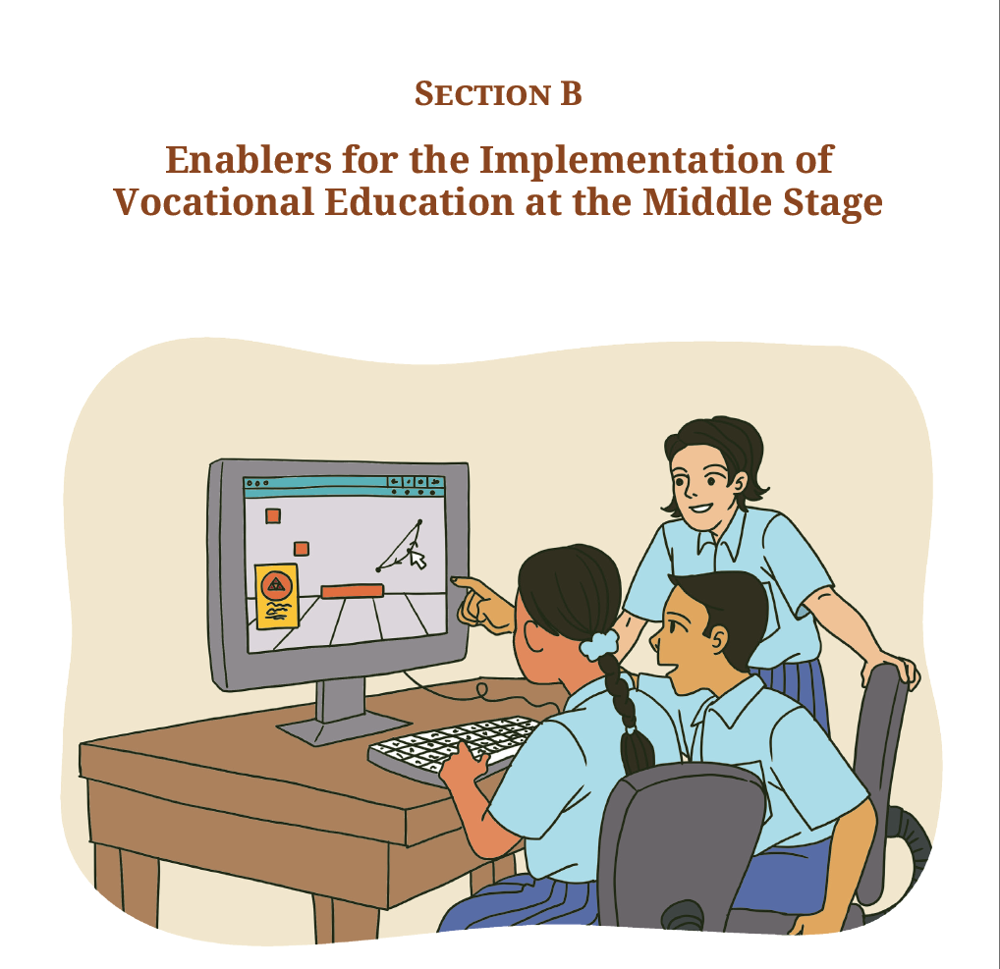 SECTION B
Enablers for the Implementation of
Vocational Education at the Middle Stage